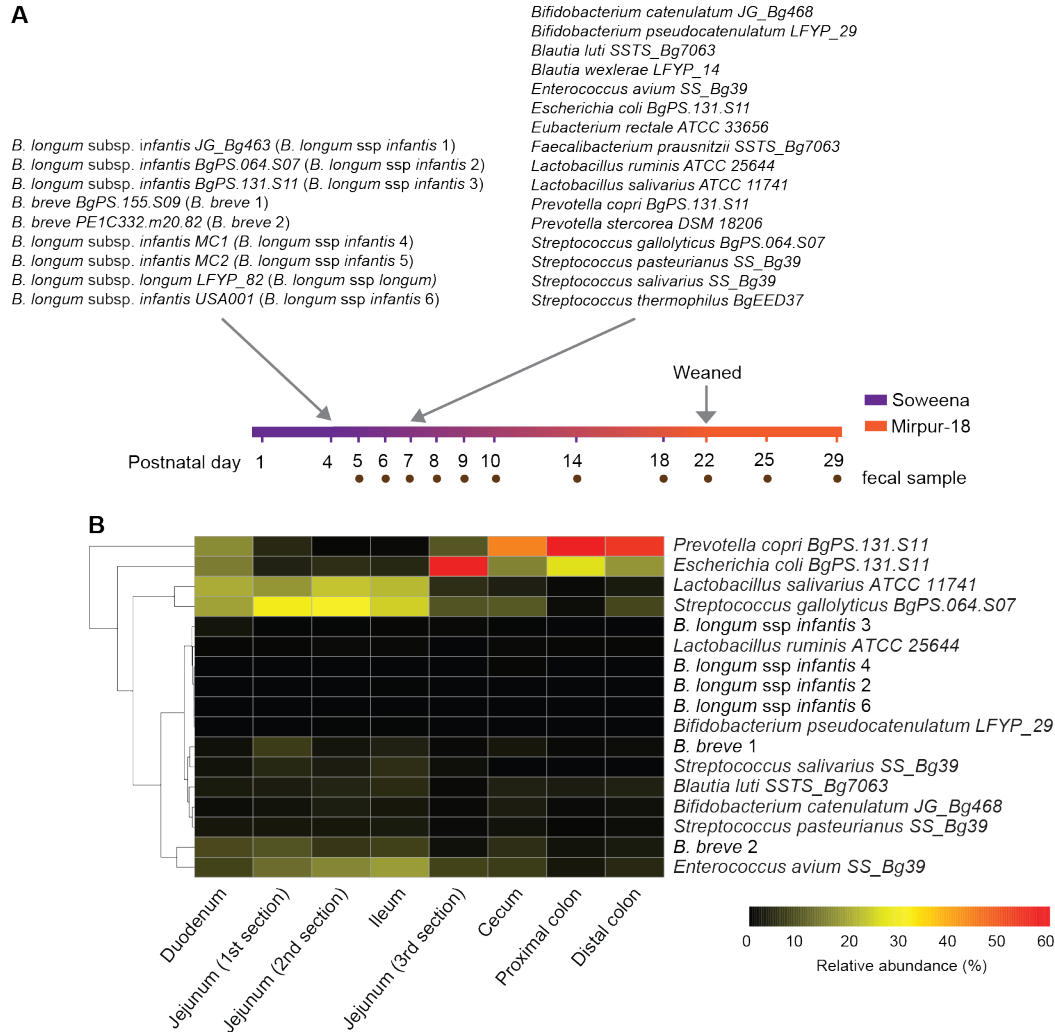 A
B. longum subsp. infantis JG_Bg463 (B. longum ssp infantis 1)
B. longum subsp. infantis BgPS.064.S07 (B. longum ssp infantis 2)
B. longum subsp. infantis BgPS.131.S11 (B. longum ssp infantis 3)
B. breve BgPS.155.S09 (B. breve 1)
B. breve PE1C332.m20.82 (B. breve 2)
B. longum subsp. infantis MC1 (B. longum ssp infantis 4)
B. longum subsp. infantis MC2 (B. longum ssp infantis 5)
B. longum subsp. longum LFYP_82 (B. longum ssp longum)
B. longum subsp. infantis USA001 (B. longum ssp infantis 6)
Bifidobacterium catenulatum JG_Bg468
Bifidobacterium pseudocatenulatum LFYP_29
Blautia luti SSTS_Bg7063
Blautia wexlerae LFYP_14
Enterococcus avium SS_Bg39
Escherichia coli BgPS.131.S11
Eubacterium rectale ATCC 33656
Faecalibacterium prausnitzii SSTS_Bg7063
Lactobacillus ruminis ATCC 25644
Lactobacillus salivarius ATCC 11741
Prevotella copri BgPS.131.S11
Prevotella stercorea DSM 18206
Streptococcus gallolyticus BgPS.064.S07
Streptococcus pasteurianus SS_Bg39
Streptococcus salivarius SS_Bg39
Streptococcus thermophilus BgEED37
Weaned
Soweena
Mirpur-18
Postnatal day 1 4 5 6 7 8 9 10 14 18 22 25 29
fecal sample
B
Prevotella copri BgPS.131.S11
Escherichia coli BgPS.131.S11
Lactobacillus salivarius ATCC 11741
Streptococcus gallolyticus BgPS.064.S07
B. longum ssp infantis 3
Lactobacillus ruminis ATCC 25644
B. longum ssp infantis 4
B. longum ssp infantis 2
B. longum ssp infantis 6
Bifidobacterium pseudocatenulatum LFYP_29
B. breve 1
Streptococcus salivarius SS_Bg39
Blautia luti SSTS_Bg7063
Bifidobacterium catenulatum JG_Bg468
Streptococcus pasteurianus SS_Bg39
B. breve 2
Enterococcus avium SS_Bg39
Duodenum
Jejunum (1st section)
Jejunum (2nd section)
Ileum
Jejunum (3rd section)
Cecum
Proximal colon
Distal colon
0 10 20 30 40 50 60
Relative abundance (%)